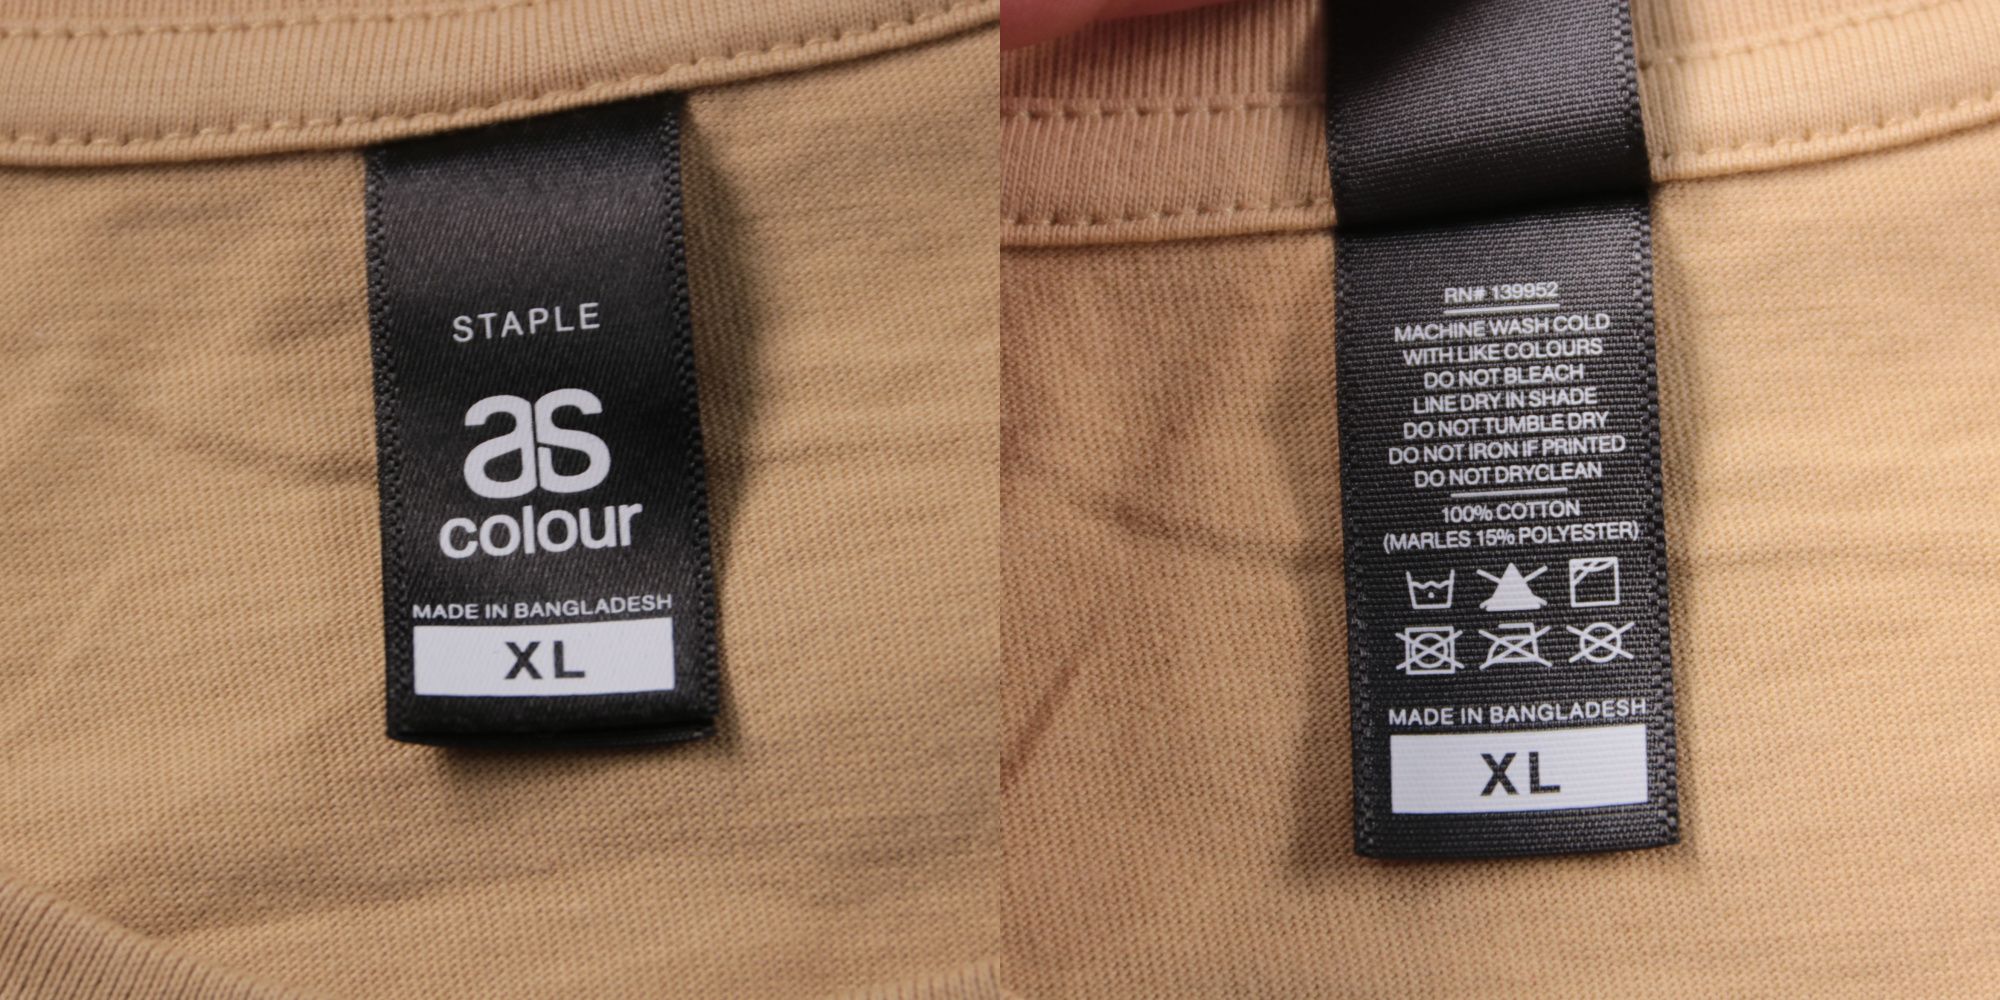 STAPLE
as
colour
MADE IN BANGLADESH
XL
RN# 139952
MACHINE WASH COLD
WITH LIKE COLOURS
DO NOT BLEACH
LINE DRY IN SHADE
DO NOT TUMBLE DRY
DO NOT IRON IF PRINTED
DO NOT DRYCLEAN
100% COTTON
(MARLES 15% POLYESTER)
MADE IN BANGLADESH
XL